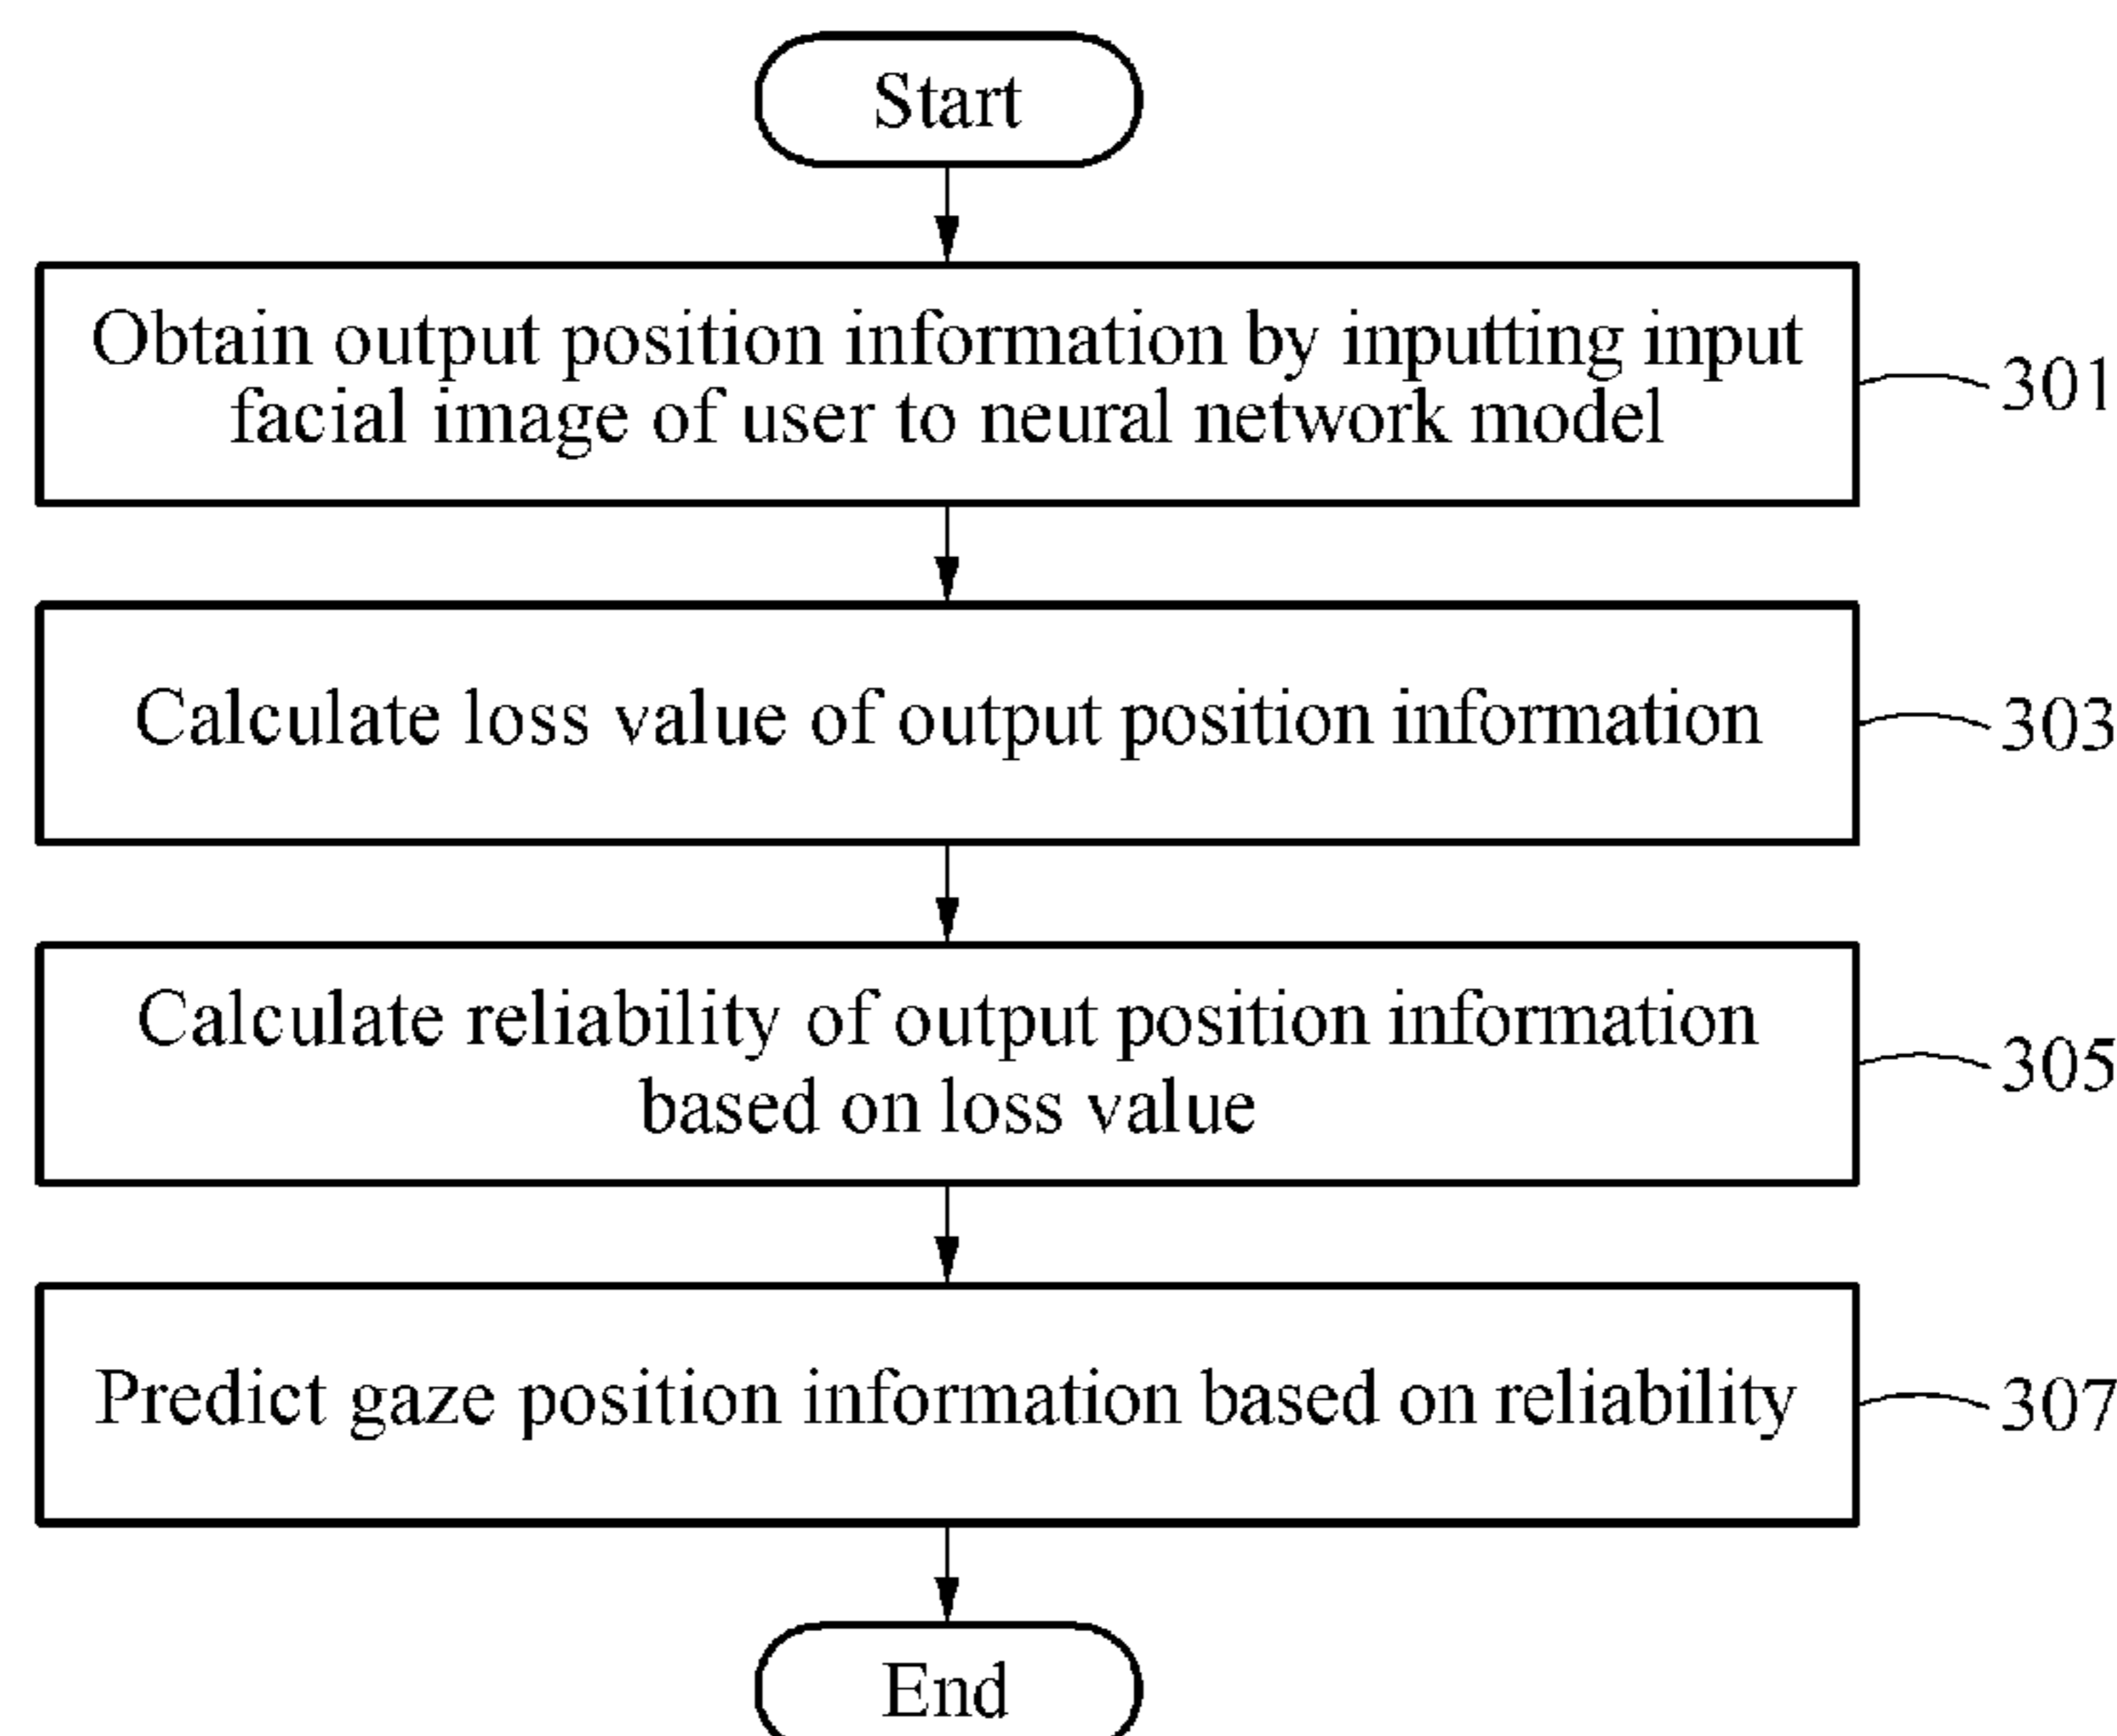 Start
Obtain output position information by inputting input
facial image of user to neural network model
301
Calculate loss value of output position information
303
Calculate reliability of output position information
based on loss value
305
Predict gaze position information based on reliability
307
End